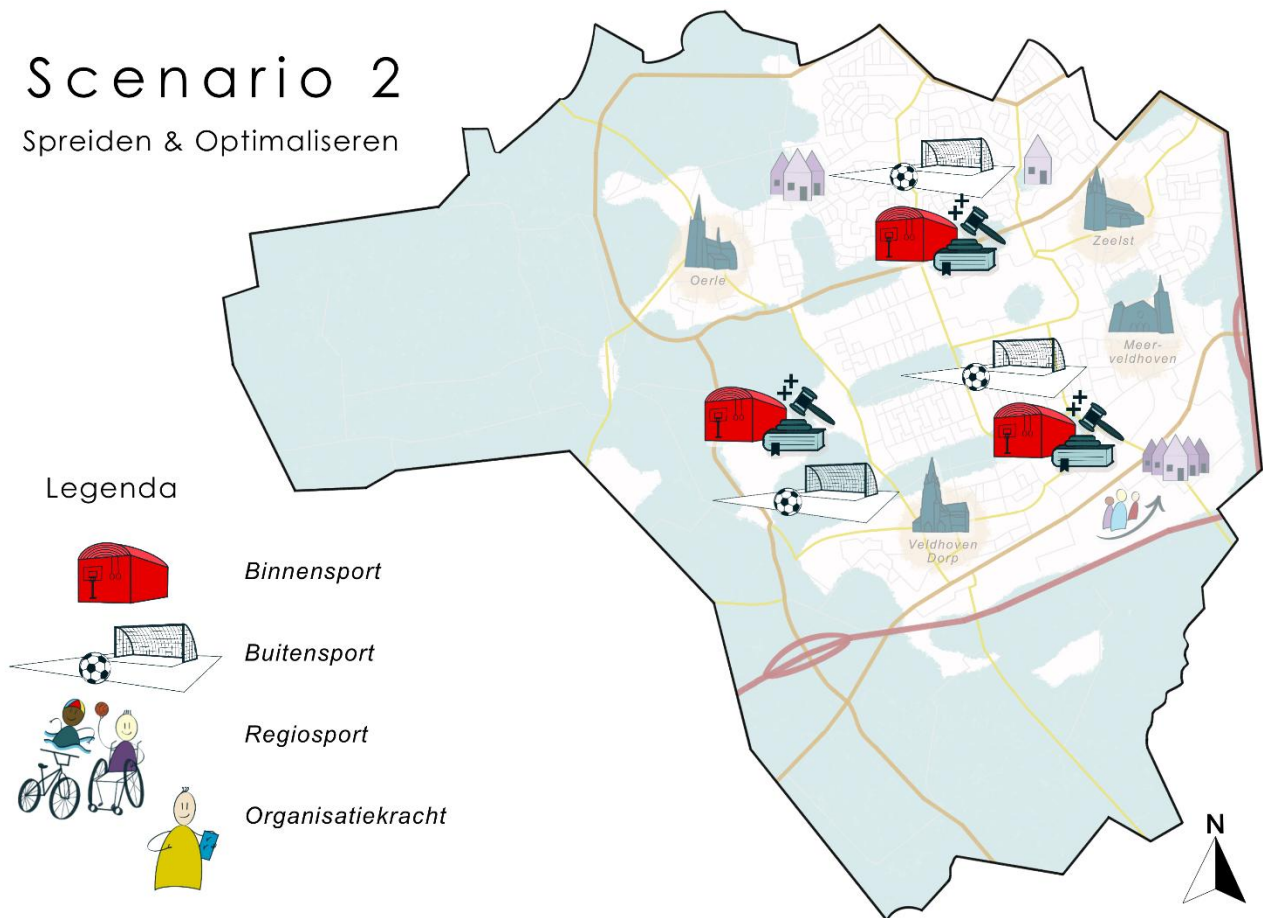 Scenario 2
Spreiden & Optimaliseren
Oerle
Zeelst
Meer-
veldhoven
Veldhoven
Dorp
Legenda
Binnensport
Buitensport
Regiosport
Organisatiekracht
N